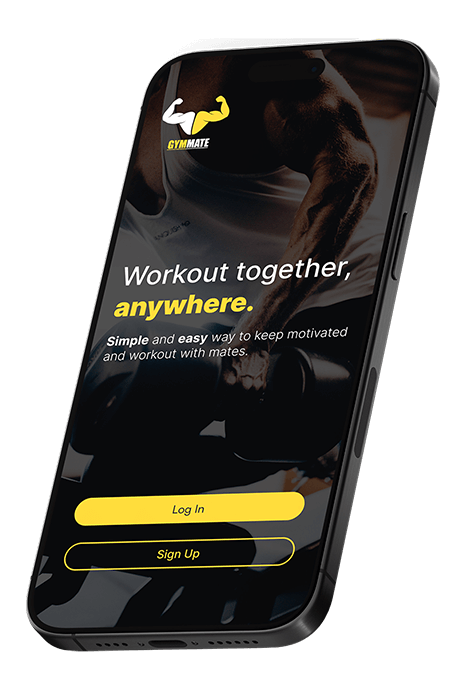 GYMMATE
Workout together,
anywhere.
Simple and easy way to keep motivated
and workout with mates.
Log In
Sign Up